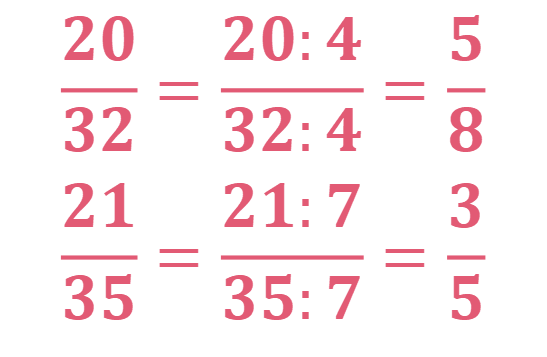 20/32 = 20: 4/32: 4 = 5/8
21/35 = 21: 7/35: 7 = 3/5